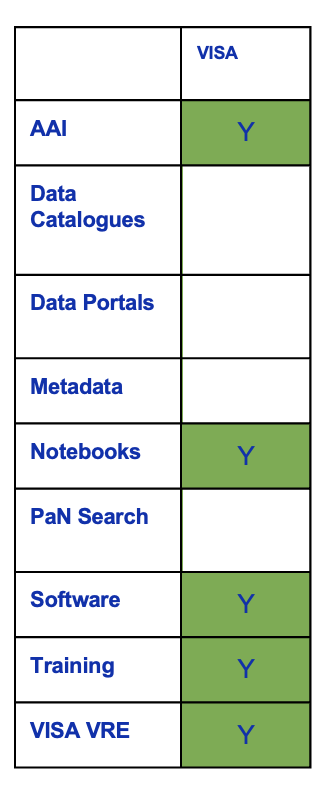 VISA
AAI Y
Data
Catalogues
Data Portals
Metadata
Notebooks Y
PaN Search
Software Y
Training Y
VISA VRE Y